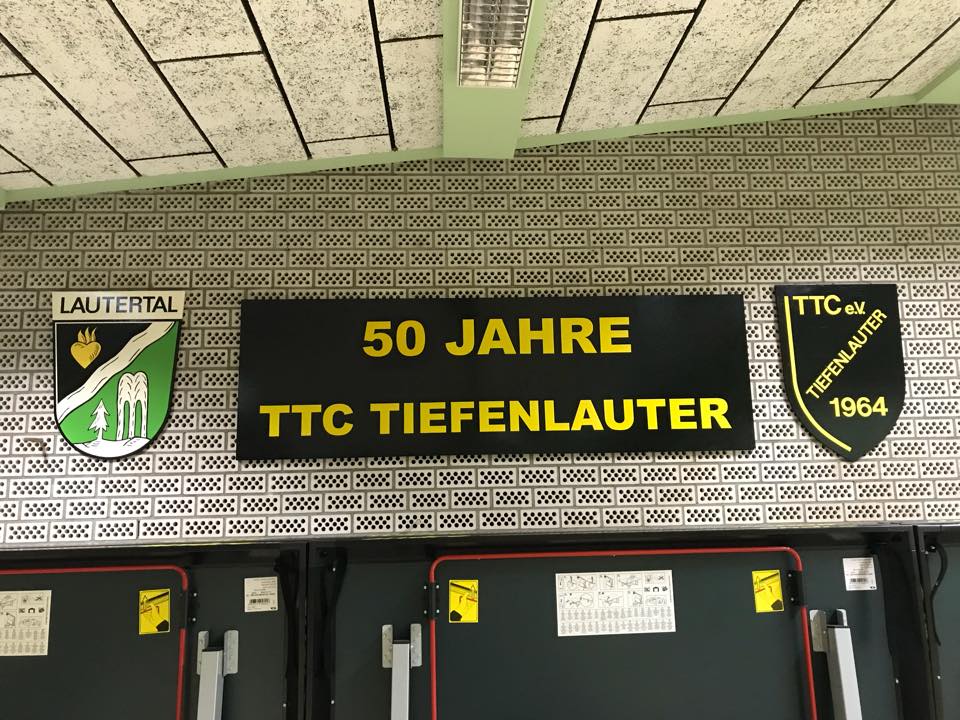 LAUTERTAL
50 JAHRE
TTC TIEFENLAUTER
TTC e.V.
TIEFENLAUTER
1964